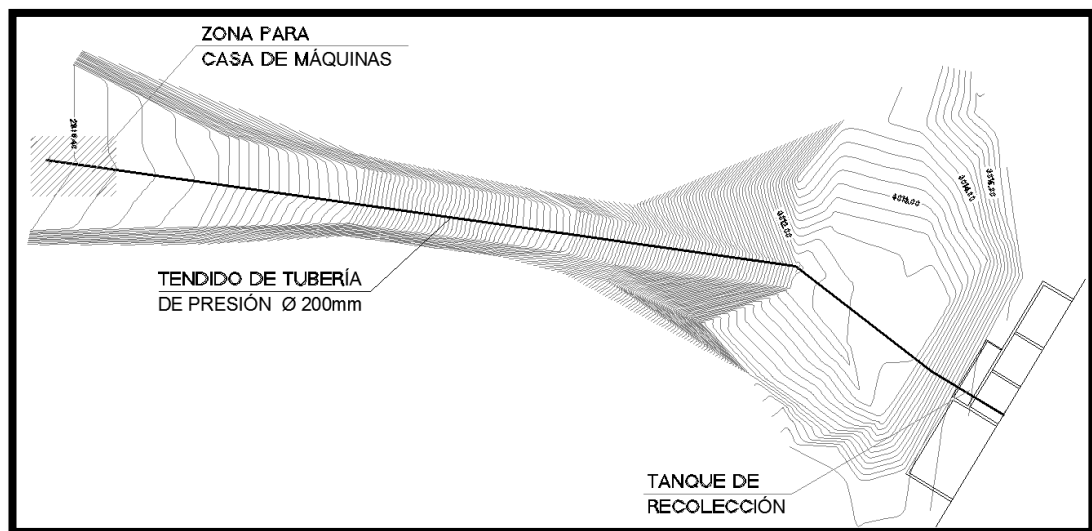 ZONA PARA
CASA DE MÁQUINAS
TENDIDO DE TUBERÍA
DE PRESIÓN Ø 200mm
TANQUE DE
RECOLECCIÓN